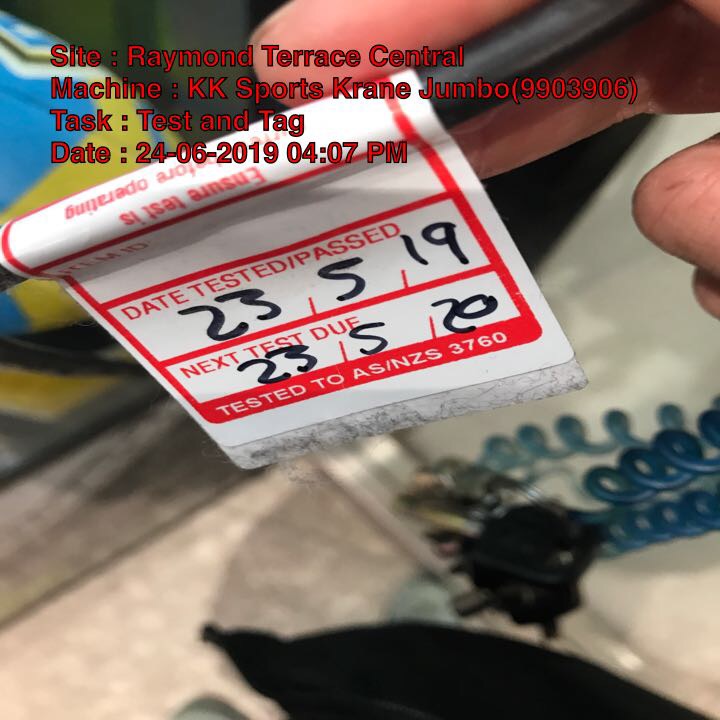 Site : Raymond Terrace Central
Machine : KK Sports Krane Jumbo(9903906)
Task : Test and Tag
Date : 24-06-2019 04:07 PM
Ensure test is
before operating
ITEM ID
DATE TESTED/PASSED
23 / 5 / 19
NEXT TEST DUE
23 / 5 / 20
TESTED TO AS/NZS 3760